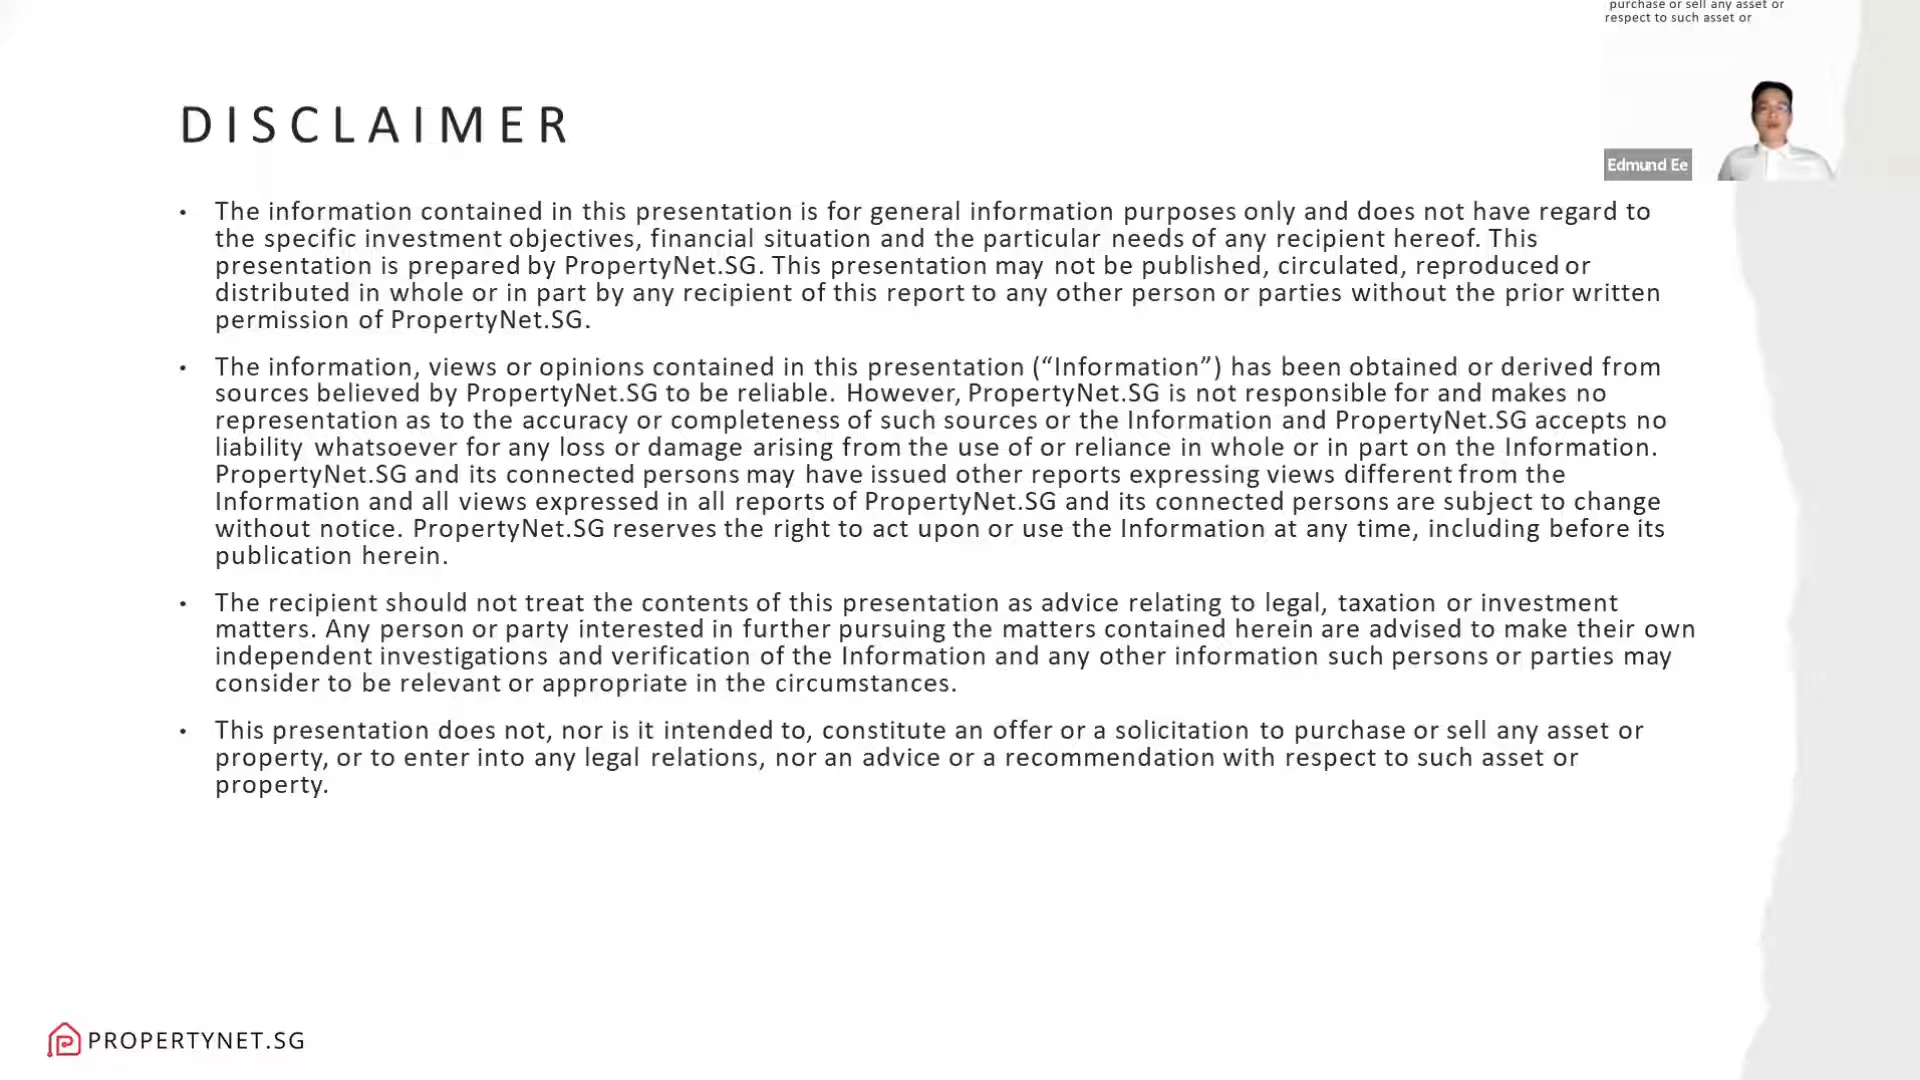 purchase or sell any asset or
respect to such asset or
DISCLAIMER
Edmund Ee
• The information contained in this presentation is for general information purposes only and does not have regard to
the specific investment objectives, financial situation and the particular needs of any recipient hereof. This
presentation is prepared by PropertyNet.SG. This presentation may not be published, circulated, reproduced or
distributed in whole or in part by any recipient of this report to any other person or parties without the prior written
permission of PropertyNet.SG.
• The information, views or opinions contained in this presentation (“Information”) has been obtained or derived from
sources believed by PropertyNet.SG to be reliable. However, PropertyNet.SG is not responsible for and makes no
representation as to the accuracy or completeness of such sources or the Information and PropertyNet.SG accepts no
liability whatsoever for any loss or damage arising from the use of or reliance in whole or in part on the Information.
PropertyNet.SG and its connected persons may have issued other reports expressing views different from the
Information and all views expressed in all reports of PropertyNet.SG and its connected persons are subject to change
without notice. PropertyNet.SG reserves the right to act upon or use the Information at any time, including before its
publication herein.
• The recipient should not treat the contents of this presentation as advice relating to legal, taxation or investment
matters. Any person or party interested in further pursuing the matters contained herein are advised to make their own
independent investigations and verification of the Information and any other information such persons or parties may
consider to be relevant or appropriate in the circumstances.
• This presentation does not, nor is it intended to, constitute an offer or a solicitation to purchase or sell any asset or
property, or to enter into any legal relations, nor an advice or a recommendation with respect to such asset or
property.
PROPERTYNET.SG